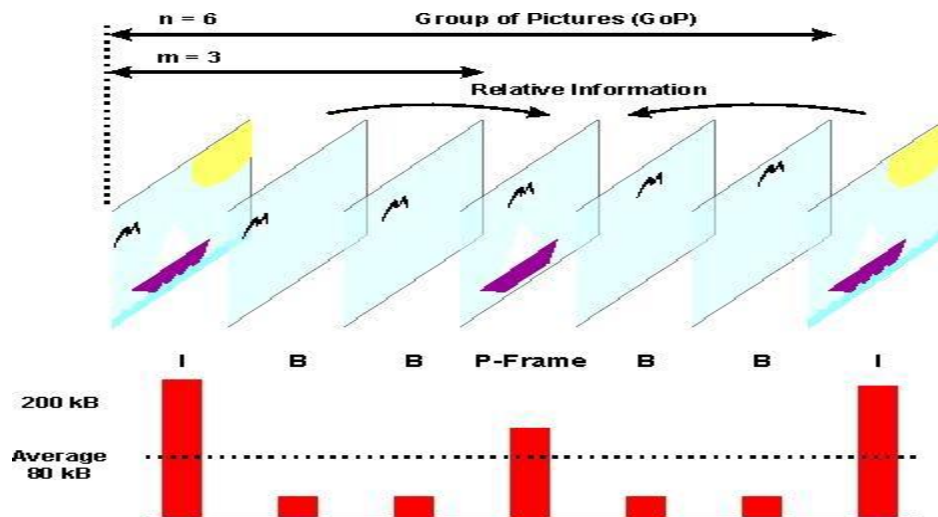 n = 6 Group of Pictures (GoP)
m = 3
Relative Information
I B B P-Frame B B I
200 kB
Average
80 kB